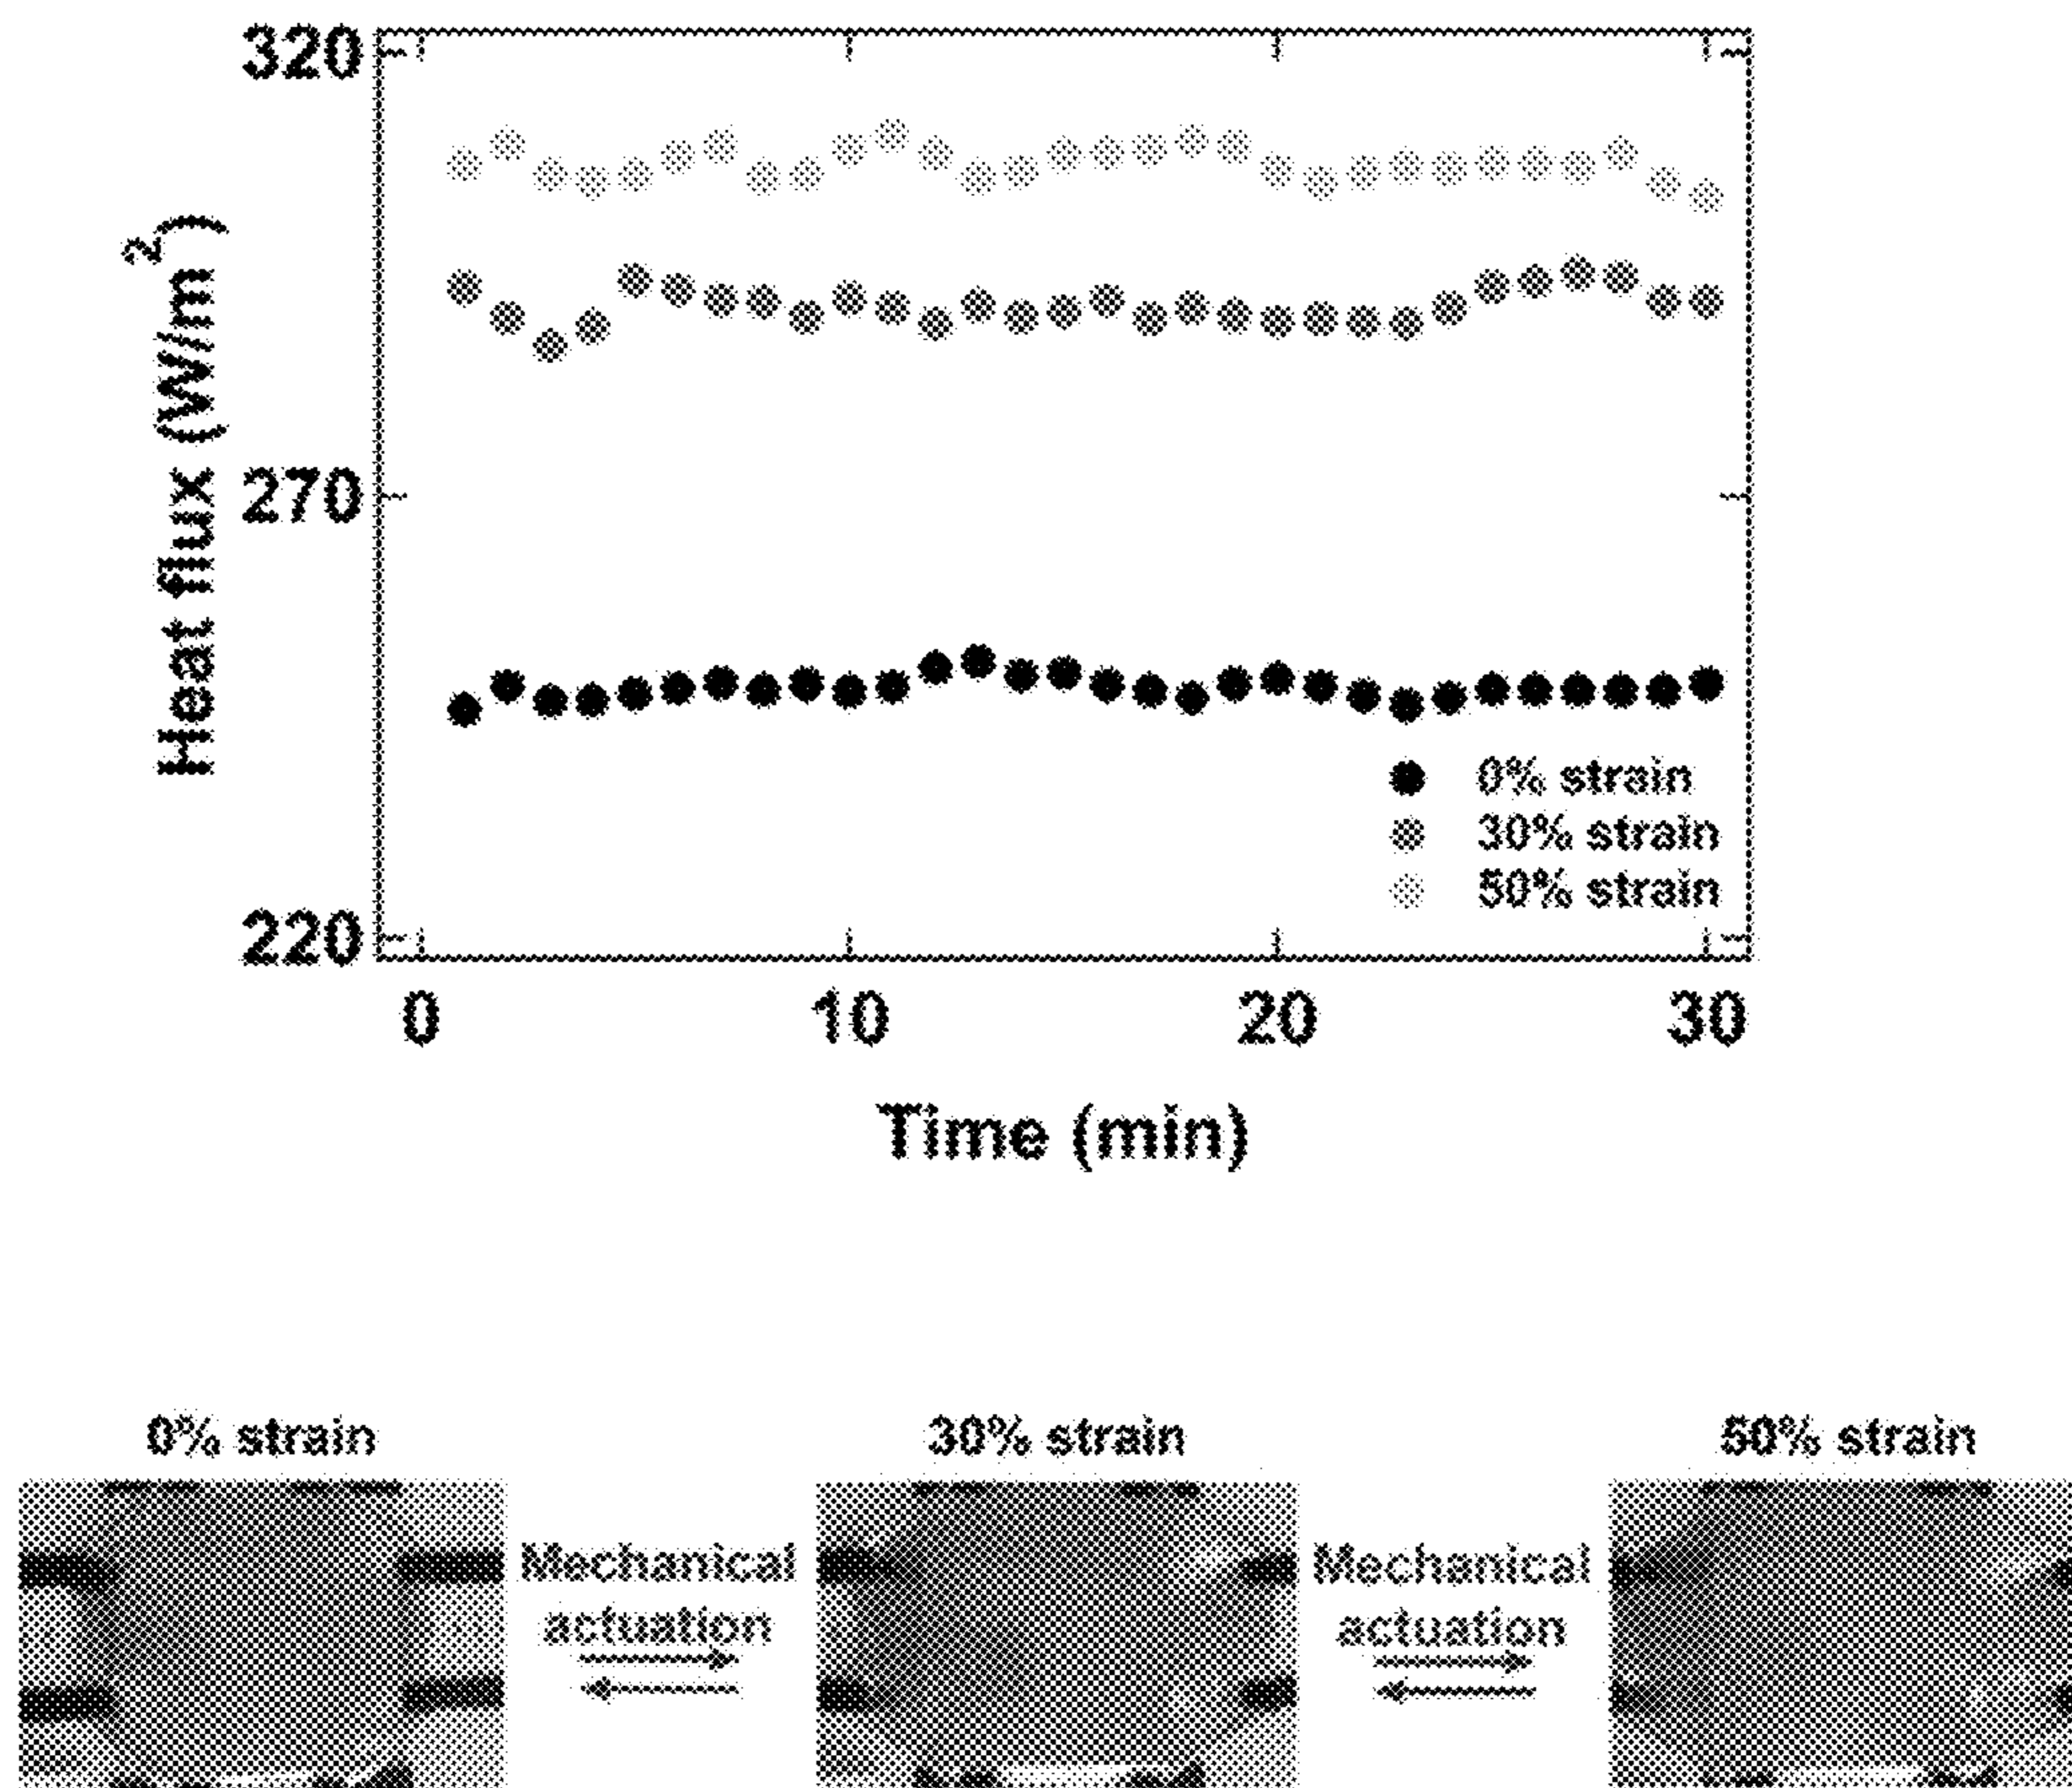 320
270
220
Heat flux (W/m²)
0% strain
30% strain
50% strain
0 10 20 30
Time (min)
0% strain 30% strain 50% strain
Mechanical Mechanical
actuation actuation